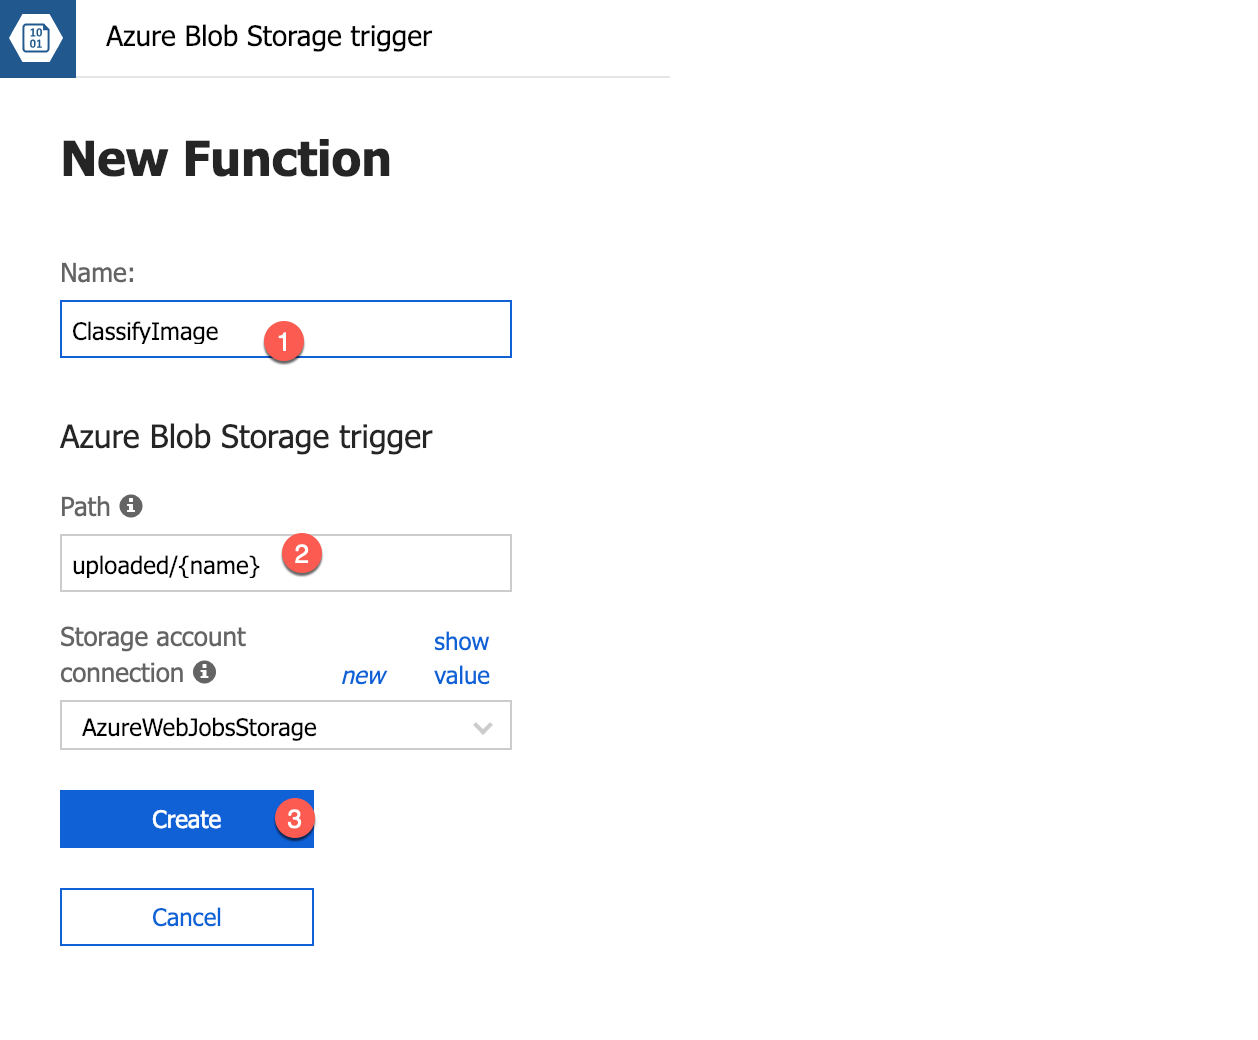 10
01
Azure Blob Storage trigger
New Function
Name:
ClassifyImage
1
Azure Blob Storage trigger
Path
uploaded/{name}
2
Storage account
connection
new
show
value
AzureWebJobsStorage
Create
3
Cancel